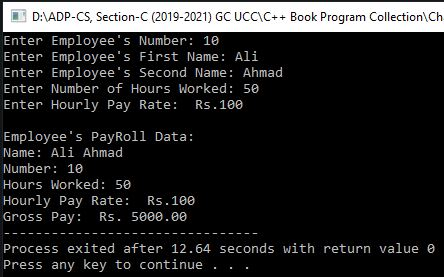 D:\ADP-CS, Section-C (2019-2021) GC UCC\C++ Book Program Collection\Cha
Enter Employee's Number: 10
Enter Employee's First Name: Ali
Enter Employee's Second Name: Ahmad
Enter Number of Hours Worked: 50
Enter Hourly Pay Rate:  Rs.100

Employee's PayRoll Data:
Name: Ali Ahmad
Number: 10
Hours Worked: 50
Hourly Pay Rate:  Rs.100
Gross Pay:  Rs. 5000.00
--------------------------------
Process exited after 12.64 seconds with return value 0
Press any key to continue . . .